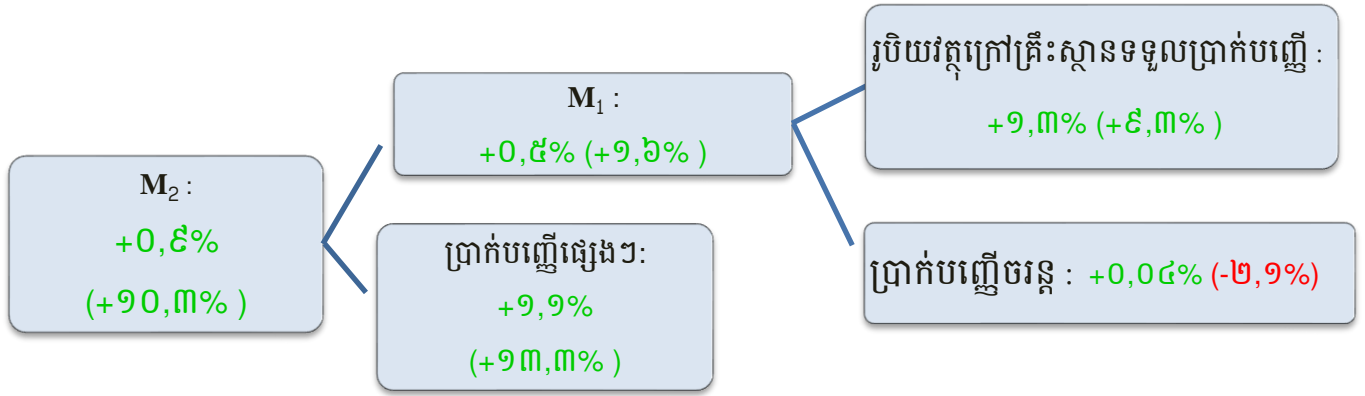 M₂ :
+០,៩%
(+១០,៣% )
M₁ :
+០,៥% (+១,៦% )
ប្រាក់បញ្ញើផ្សេងៗ:
+១,១%
(+១៣,៣% )
រូបិយវត្ថុក្រៅគ្រឹះស្ថានទទួលប្រាក់បញ្ញើ :
+១,៣% (+៩,៣% )
ប្រាក់បញ្ញើចរន្ត : +០,០៤% (-២,១%)